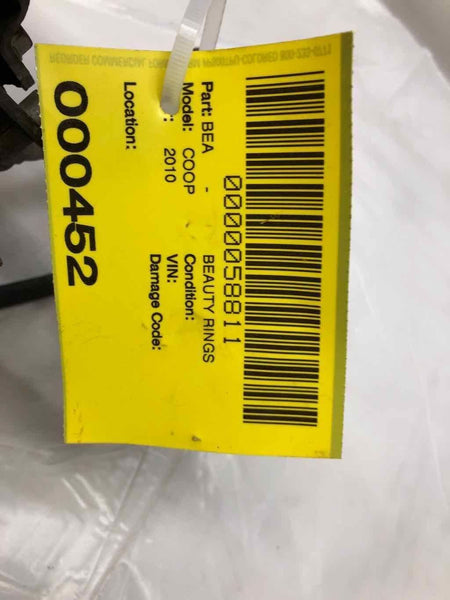 0000058811
Part: BEA - BEAUTY RINGS
Model: COOP Condition:
: 2010 VIN:
Damage Code:
Location:
000452